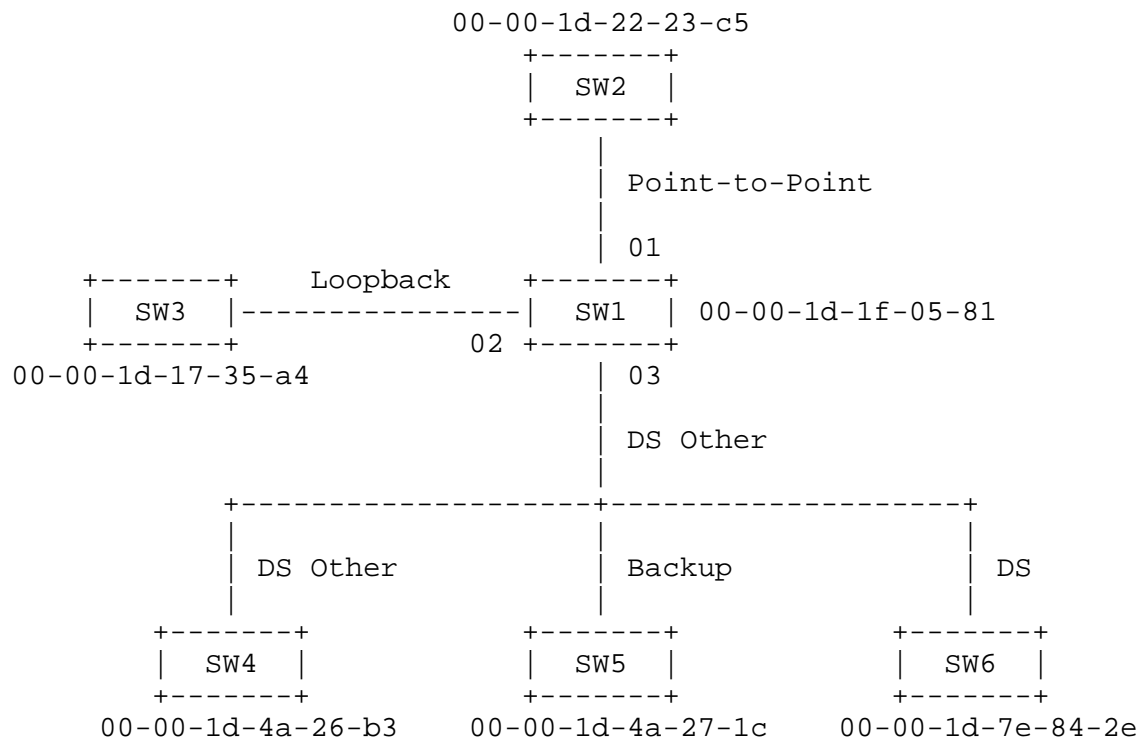 00-00-1d-22-23-c5
SW2
Point-to-Point
01
Loopback
SW3
SW1
00-00-1d-1f-05-81
02
00-00-1d-17-35-a4
03
DS Other
DS Other
Backup
DS
SW4
SW5
SW6
00-00-1d-4a-26-b3
00-00-1d-4a-27-1c
00-00-1d-7e-84-2e